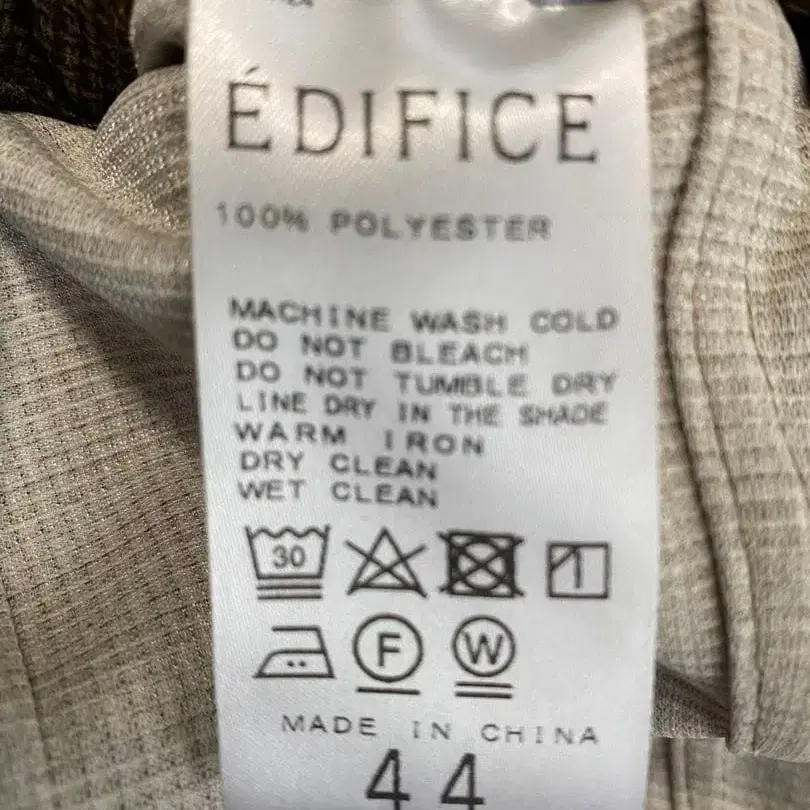 ÉDIFICE
100% POLYESTER
MACHINE WASH COLD
DO NOT BLEACH
DO NOT TUMBLE DRY
LINE DRY IN THE SHADE
WARM IRON
DRY CLEAN
WET CLEAN
30
F W
MADE IN CHINA
44